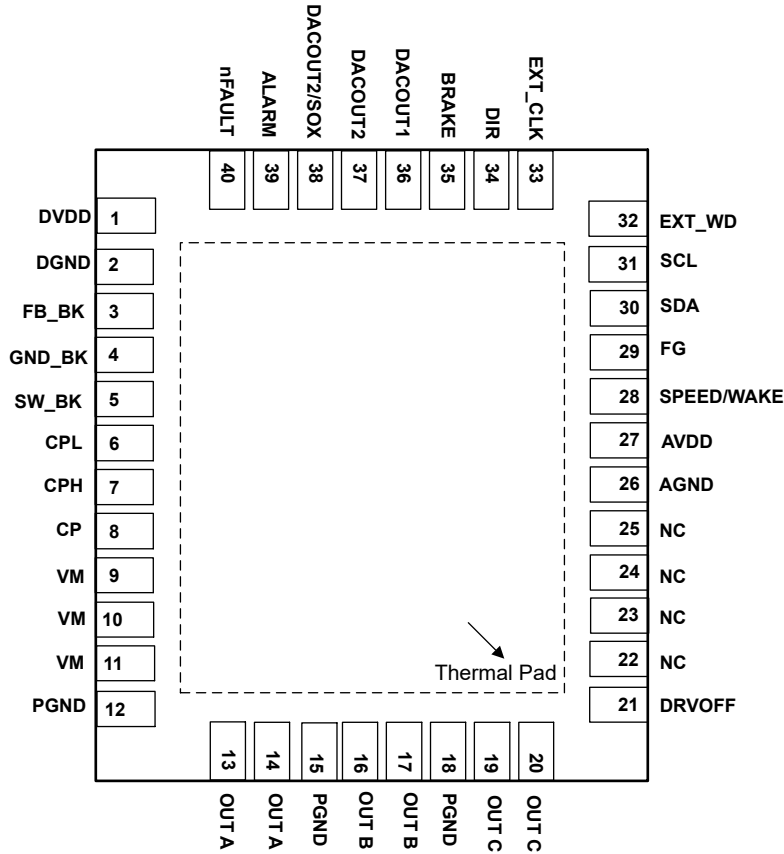 nFAULT
ALARM
DACOUT2/SOX
DACOUT2
DACOUT1
BRAKE
DIR
EXT_CLK
40
39
38
37
36
35
34
33
DVDD 1
DGND 2
FB_BK 3
GND_BK 4
SW_BK 5
CPL 6
CPH 7
CP 8
VM 9
VM 10
VM 11
PGND 12
32 EXT_WD
31 SCL
30 SDA
29 FG
28 SPEED/WAKE
27 AVDD
26 AGND
25 NC
24 NC
23 NC
22 NC
21 DRVOFF
Thermal Pad
13
14
15
16
17
18
19
20
OUT A
OUT A
PGND
OUT B
OUT B
PGND
OUT C
OUT C